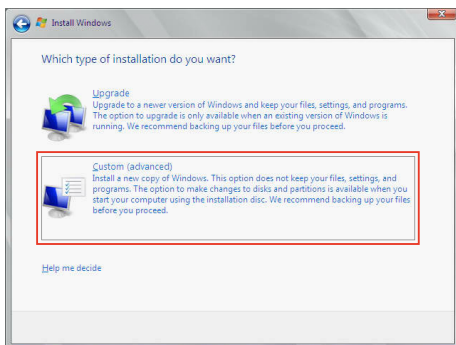 Install Windows
Which type of installation do you want?
Upgrade
Upgrade to a newer version of Windows and keep your files, settings, and programs.
The option to upgrade is only available when an existing version of Windows is
running. We recommend backing up your files before you proceed.
Custom (advanced)
Install a new copy of Windows. This option does not keep your files, settings, and
programs. The option to make changes to disks and partitions is available when you
start your computer using the installation disc. We recommend backing up your files
before you proceed.
Help me decide